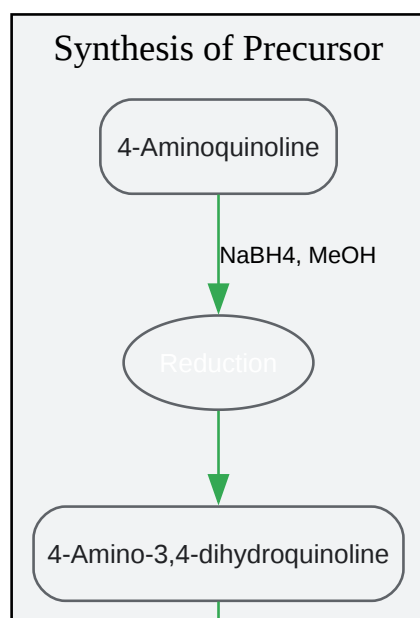 Synthesis of Precursor
4-Aminoquinoline
NaBH4, MeOH
Reduction
4-Amino-3,4-dihydroquinoline